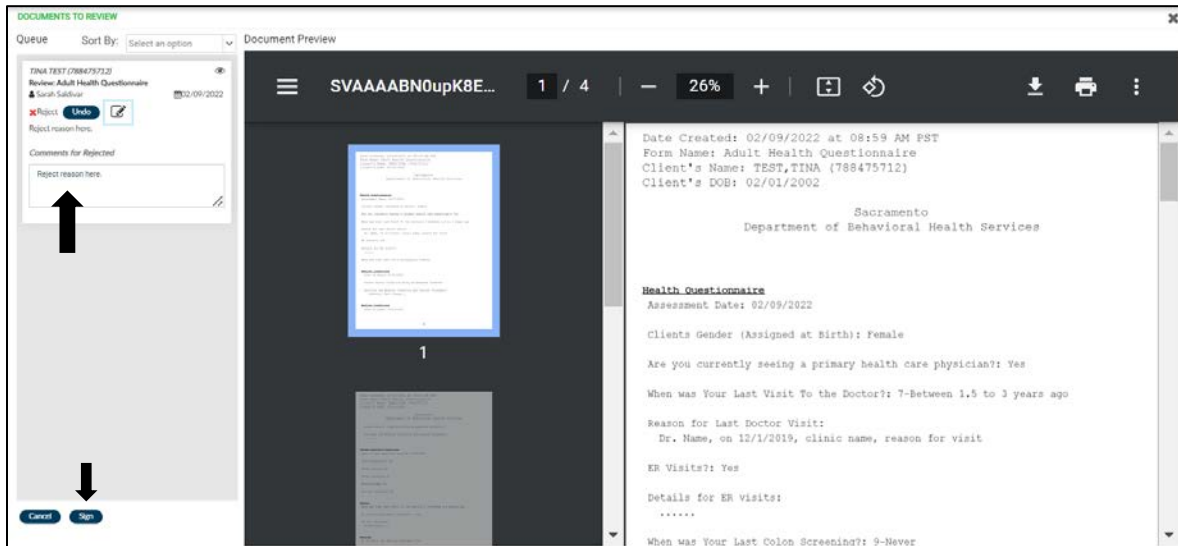 DOCUMENTS TO REVIEW
Queue Sort By: Select an option
Document Preview
TINA TEST (788475712)
Review: Adult Health Questionnaire
Sarah Saldivar 02/09/2022
Reject Undo
Reject reason here.
Comments for Rejected
Reject reason here.
Cancel Sign
SVAAAABN0upK8E... 1 / 4 26%
1
Date Created: 02/09/2022 at 08:59 AM PST
Form Name: Adult Health Questionnaire
Client's Name: TEST,TINA (788475712)
Client's DOB: 02/01/2002
Sacramento
Department of Behavioral Health Services
Health Questionnaire
Assessment Date: 02/09/2022
Clients Gender (Assigned at Birth): Female
Are you currently seeing a primary health care physician?: Yes
When was Your Last Visit To the Doctor?: 7-Between 1.5 to 3 years ago
Reason for Last Doctor Visit:
Dr. Name, on 12/1/2019, clinic name, reason for visit
ER Visits?: Yes
Details for ER visits:
......
When was Your Last Colon Screening?: 9-Never